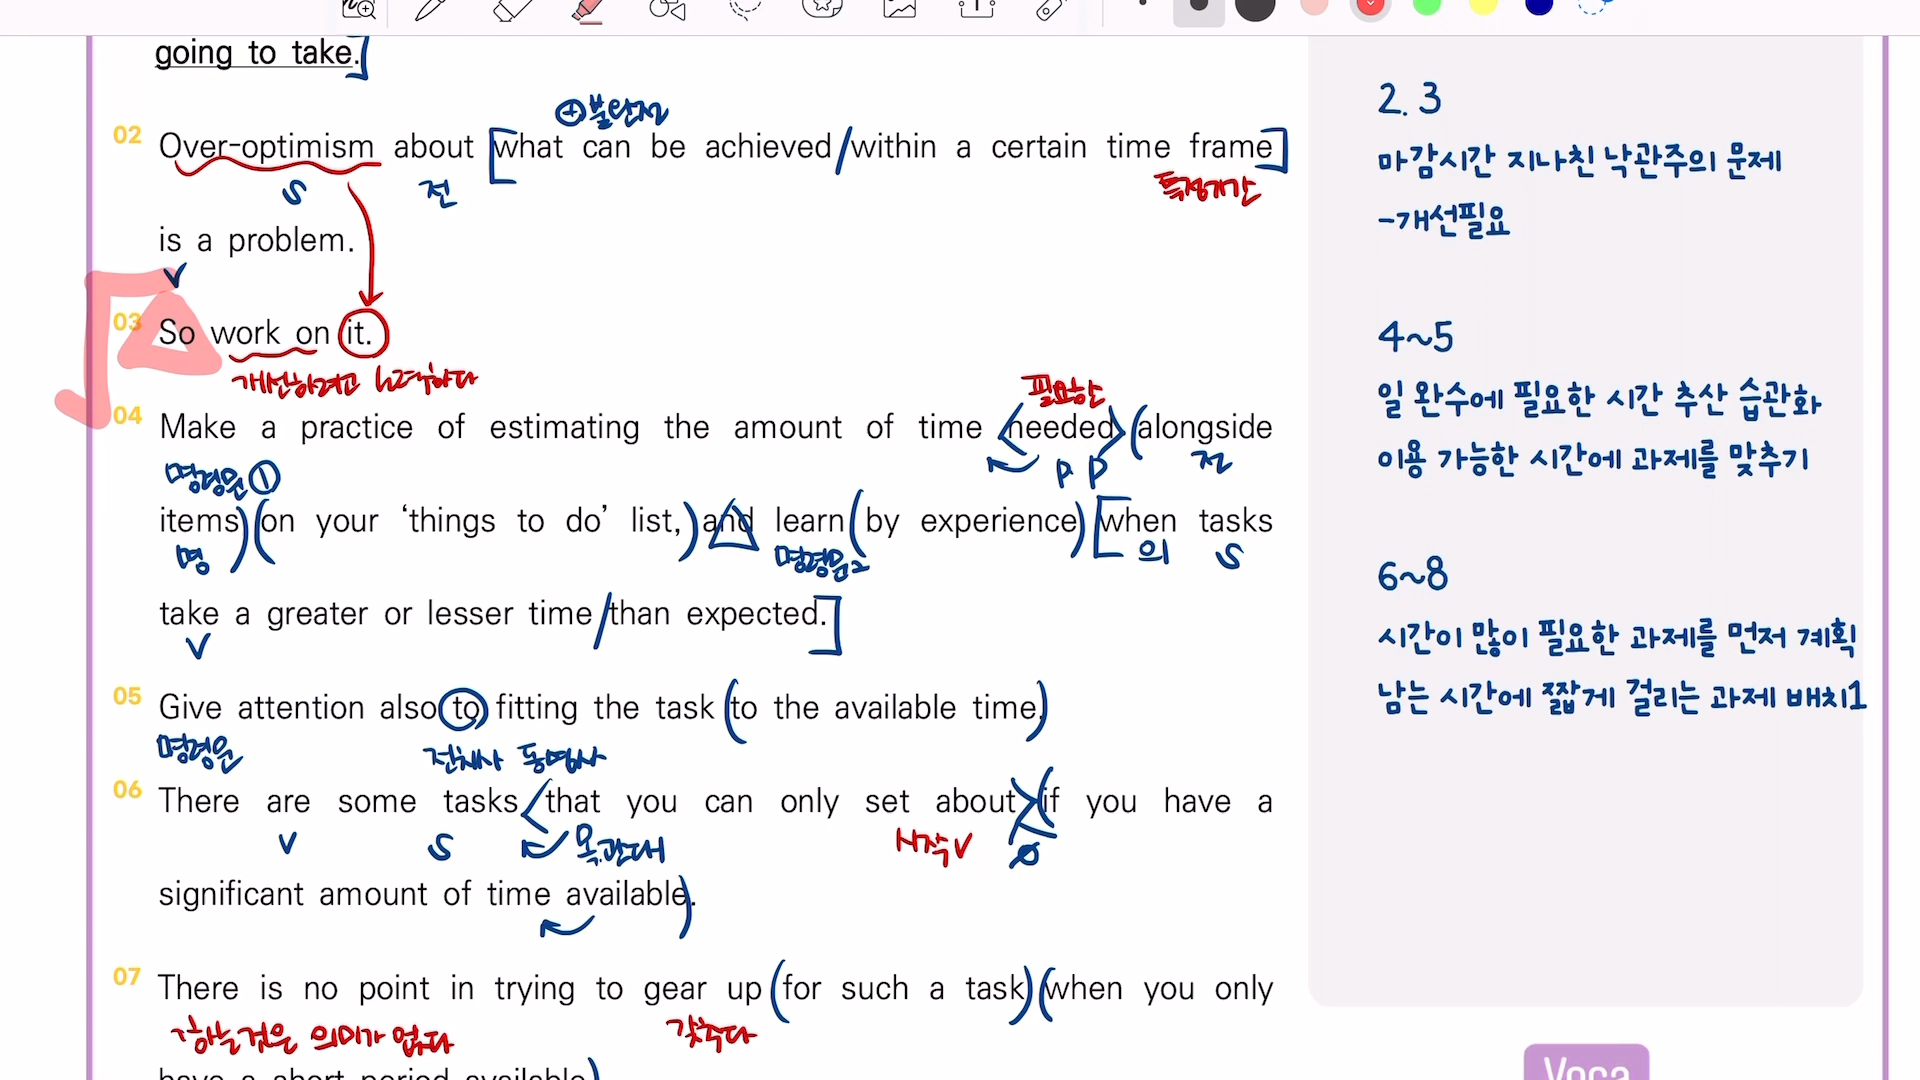 going to take.]
⊕불완전
02 Over-optimism about [what can be achieved/within a certain time frame]
S 전 특정기간
is a problem.
V
03 So work on it.
개선하려고 노력하다
필요한
04 Make a practice of estimating the amount of time <needed> (alongside
명령문① P.P 전
items) (on your ‘things to do’ list,) and learn (by experience) [when tasks
명 명령문2 의 S
take a greater or lesser time/than expected.]
V
05 Give attention also to fitting the task (to the available time.)
명령문 전치사 동명사
06 There are some tasks <that you can only set about> (if you have a
V S 목.관대 시작V
significant amount of time available).
07 There is no point in trying to gear up (for such a task) (when you only
~하는 것은 의미가 없다 갖추다
have a short period available)
2. 3
마감시간 지나친 낙관주의 문제
-개선필요
4~5
일 완수에 필요한 시간 추산 습관화
이용 가능한 시간에 과제를 맞추기
6~8
시간이 많이 필요한 과제를 먼저 계획
남는 시간에 짧게 걸리는 과제 배치1
Voca